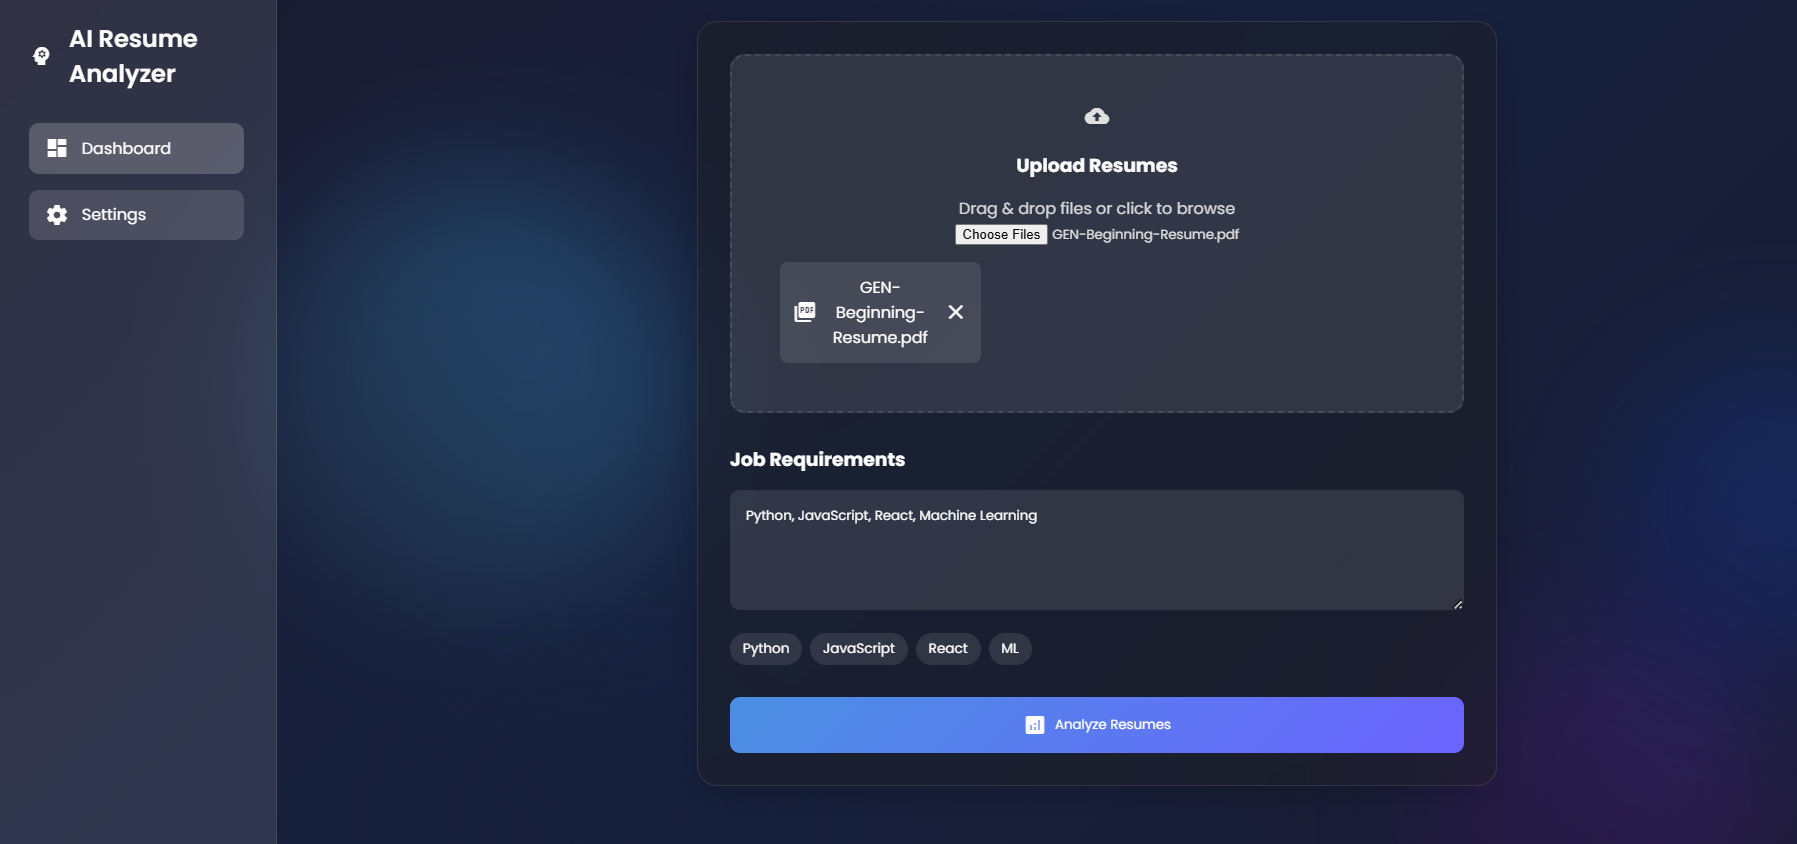 AI Resume
Analyzer
Dashboard
Settings
Upload Resumes
Drag & drop files or click to browse
Choose Files GEN-Beginning-Resume.pdf
PDF
GEN-
Beginning-
Resume.pdf
Job Requirements
Python, JavaScript, React, Machine Learning
Python JavaScript React ML
Analyze Resumes